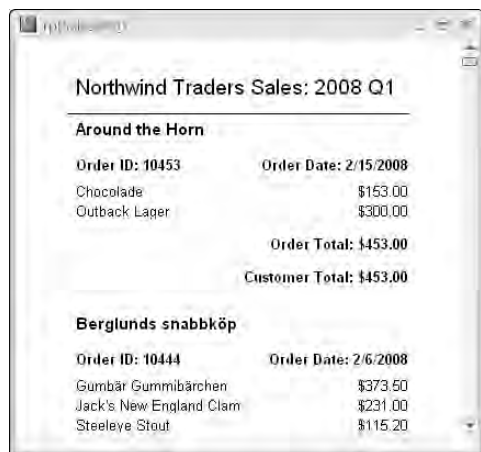 Northwind Traders Sales: 2008 Q1
Around the Horn
Order ID: 10453 Order Date: 2/15/2008
Chocolade $153.00
Outback Lager $300.00
Order Total: $453.00
Customer Total: $453.00
Berglunds snabbköp
Order ID: 10444 Order Date: 2/6/2008
Gumbär Gummibärchen $373.50
Jack's New England Clam $231.00
Steeleye Stout $115.20